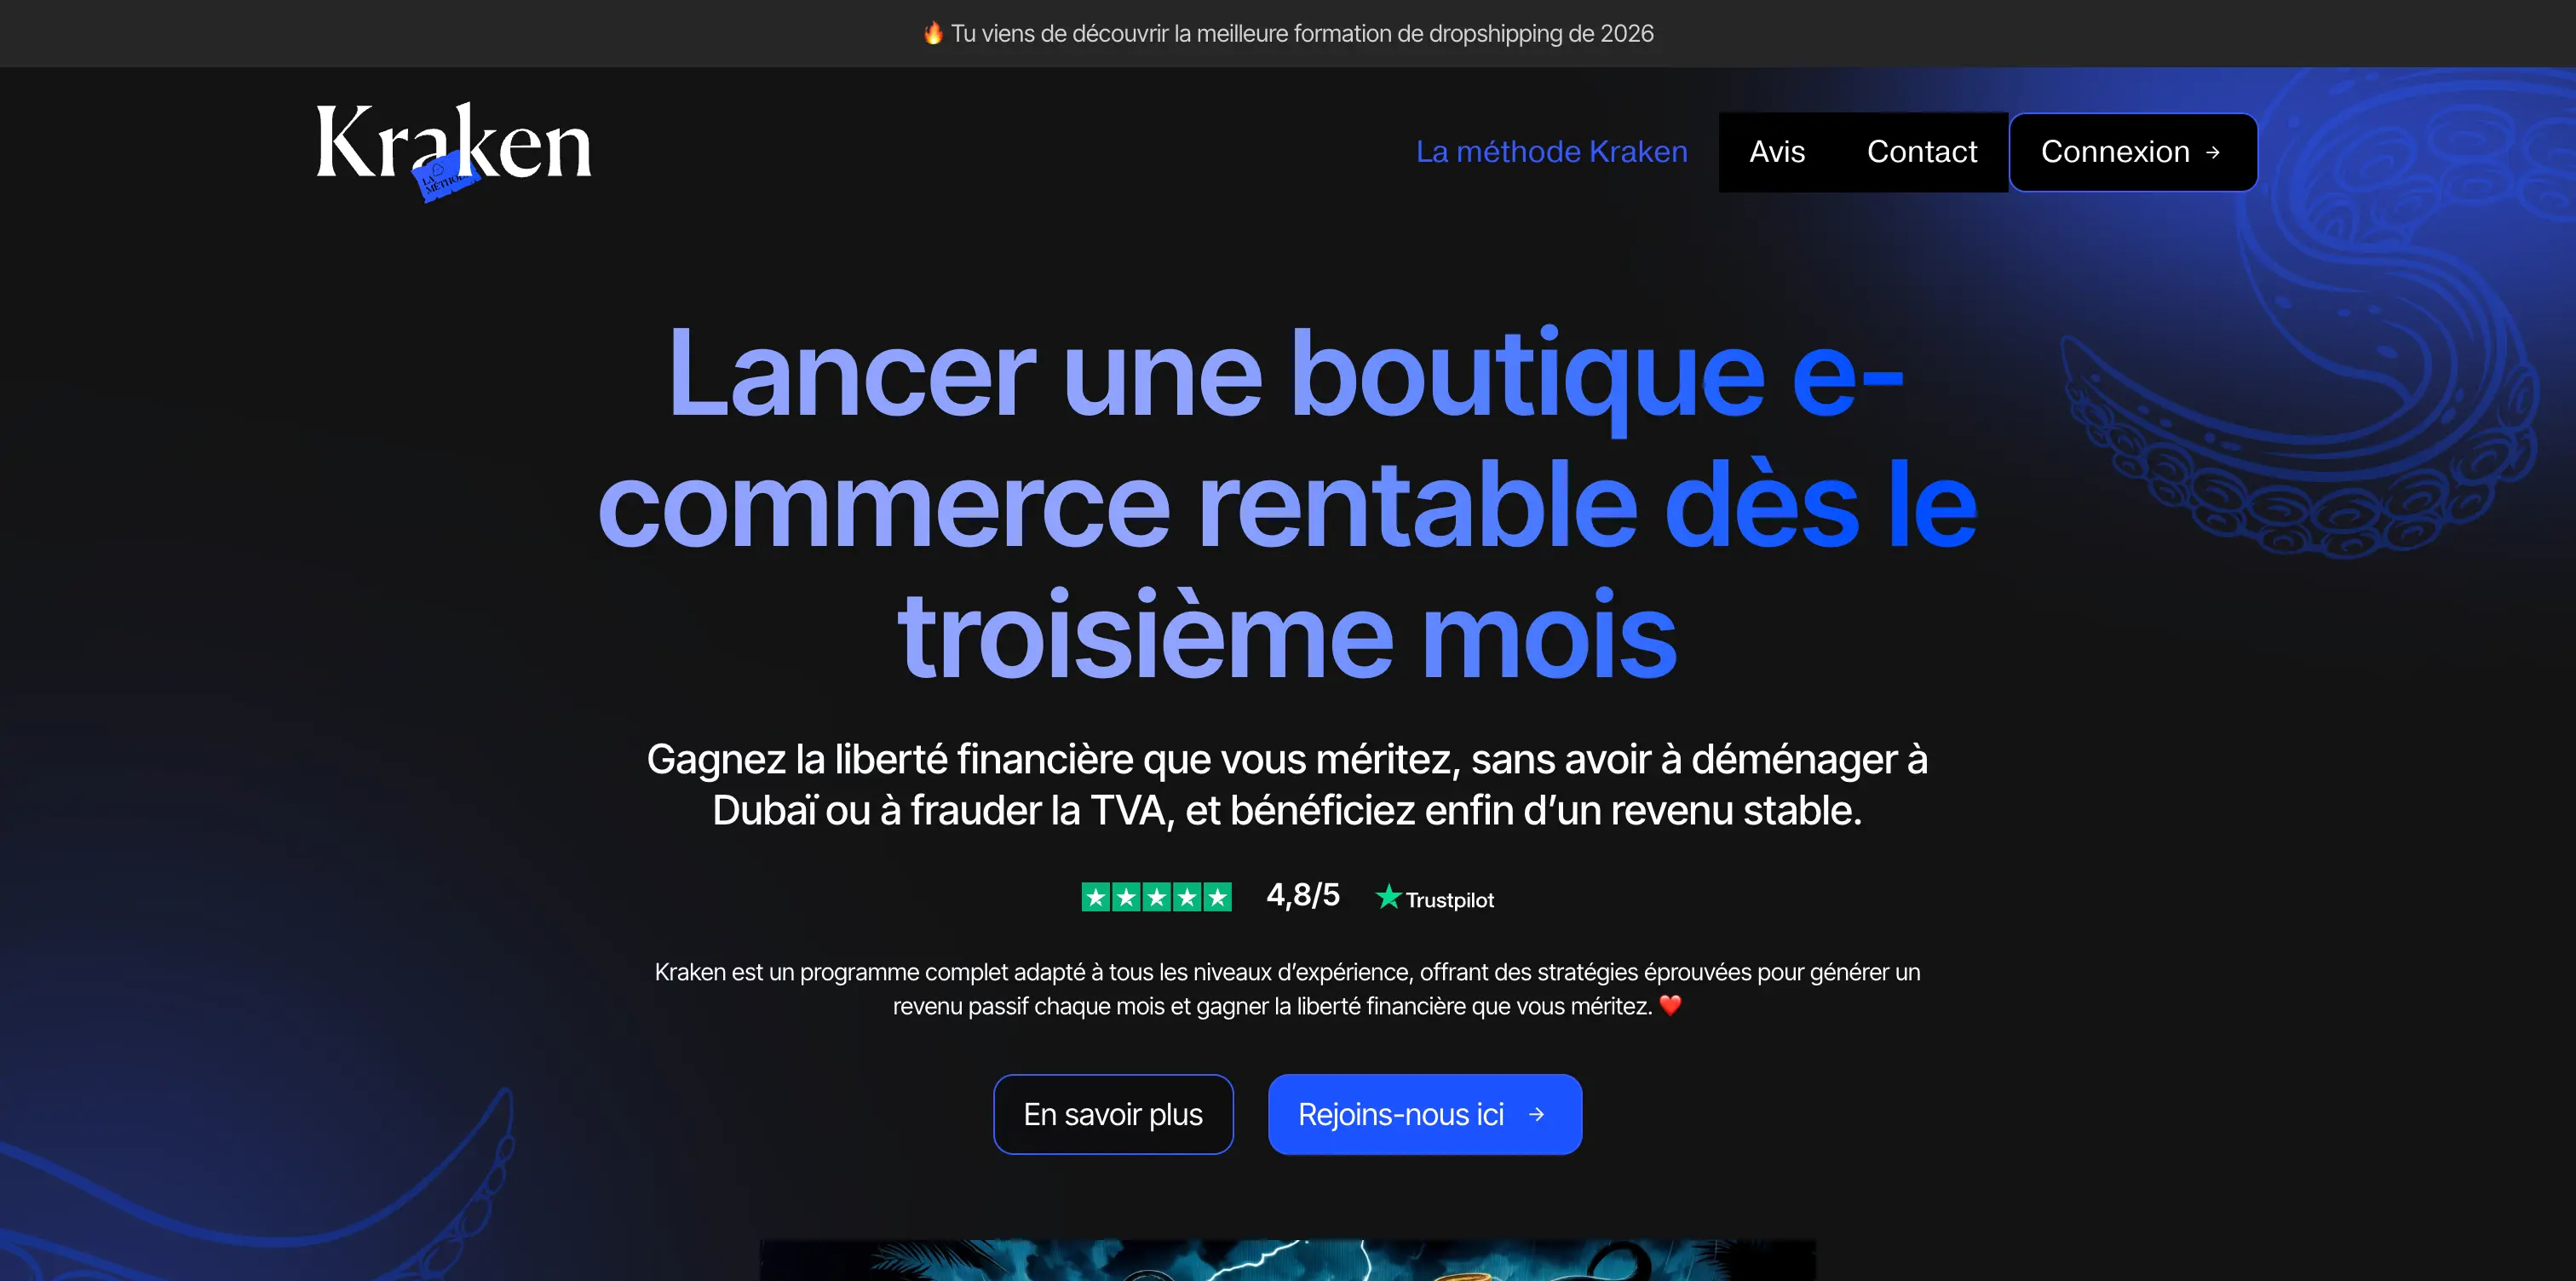 🔥 Tu viens de découvrir la meilleure formation de dropshipping de 2026
Kraken
LA MÉTHODE
La méthode Kraken
Avis
Contact
Connexion →
Lancer une boutique e-
commerce rentable dès le
troisième mois
Gagnez la liberté financière que vous méritez, sans avoir à déménager à
Dubaï ou à frauder la TVA, et bénéficiez enfin d’un revenu stable.
4,8/5
Trustpilot
Kraken est un programme complet adapté à tous les niveaux d’expérience, offrant des stratégies éprouvées pour générer un
revenu passif chaque mois et gagner la liberté financière que vous méritez. ❤️
En savoir plus
Rejoins-nous ici →